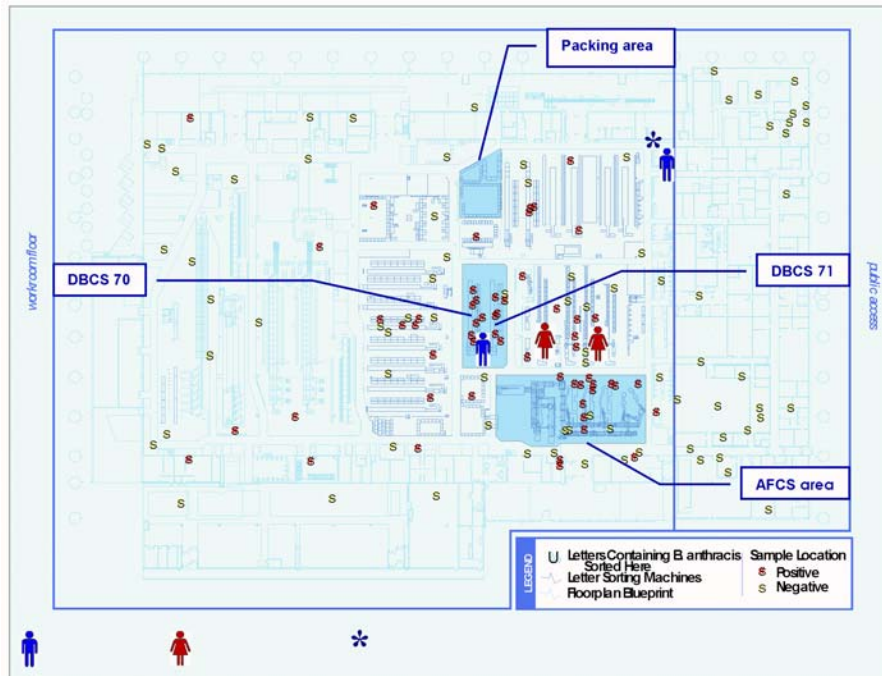 Packing area
DBCS 70
DBCS 71
workroom floor
public access
AFCS area
LEGEND
U Letters Containing B. anthracis
Sorted Here
Letter Sorting Machines
Floorplan Blueprint
Sample Location
S Positive
S Negative
*